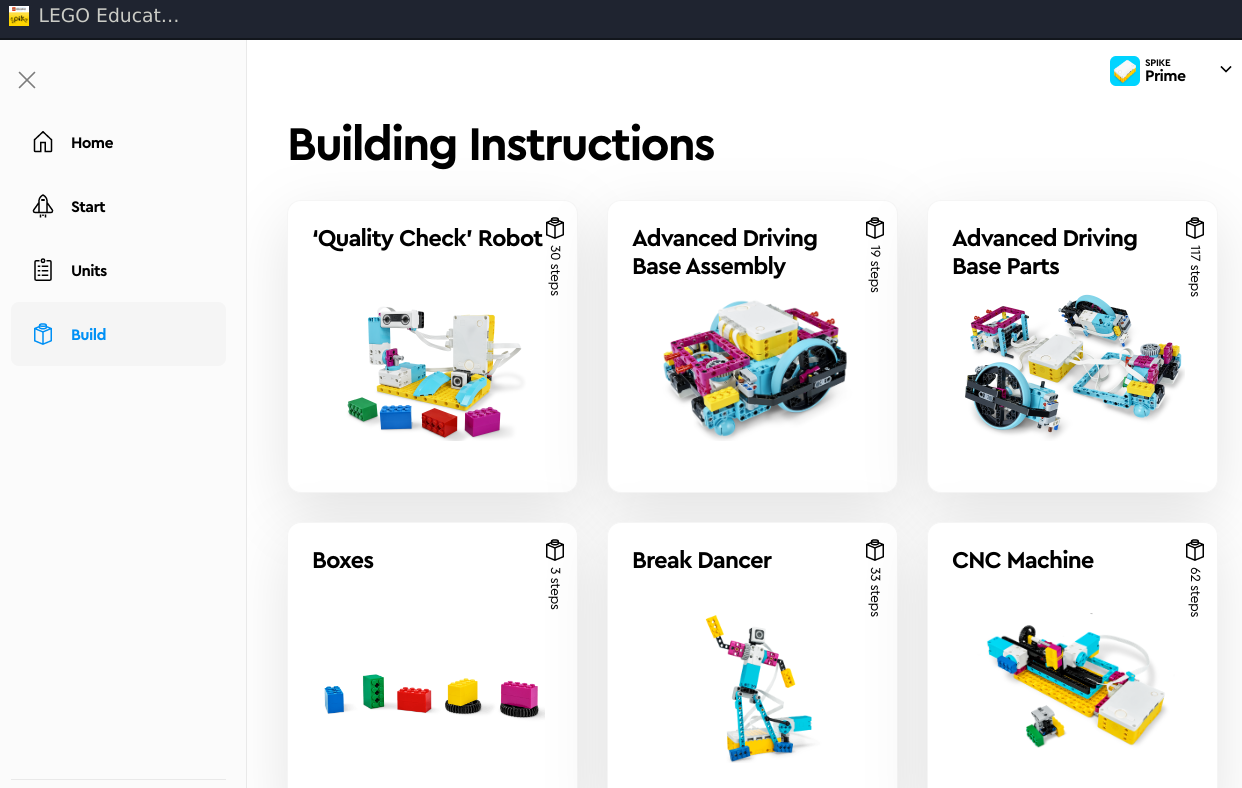 LEGO Educat...
SPIKE
Prime
Home
Start
Units
Build
Building Instructions
‘Quality Check’ Robot
30 steps
Advanced Driving
Base Assembly
19 steps
Advanced Driving
Base Parts
117 steps
Boxes
3 steps
Break Dancer
33 steps
CNC Machine
62 steps